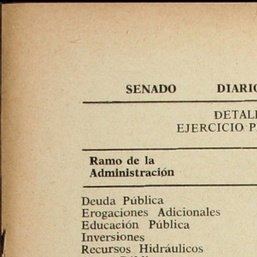 SENADO DIARIO
DETAL
EJERCICIO P
Ramo de la
Administración
Deuda Pública
Erogaciones Adicionales
Educación Pública
Inversiones
Recursos Hidráulicos